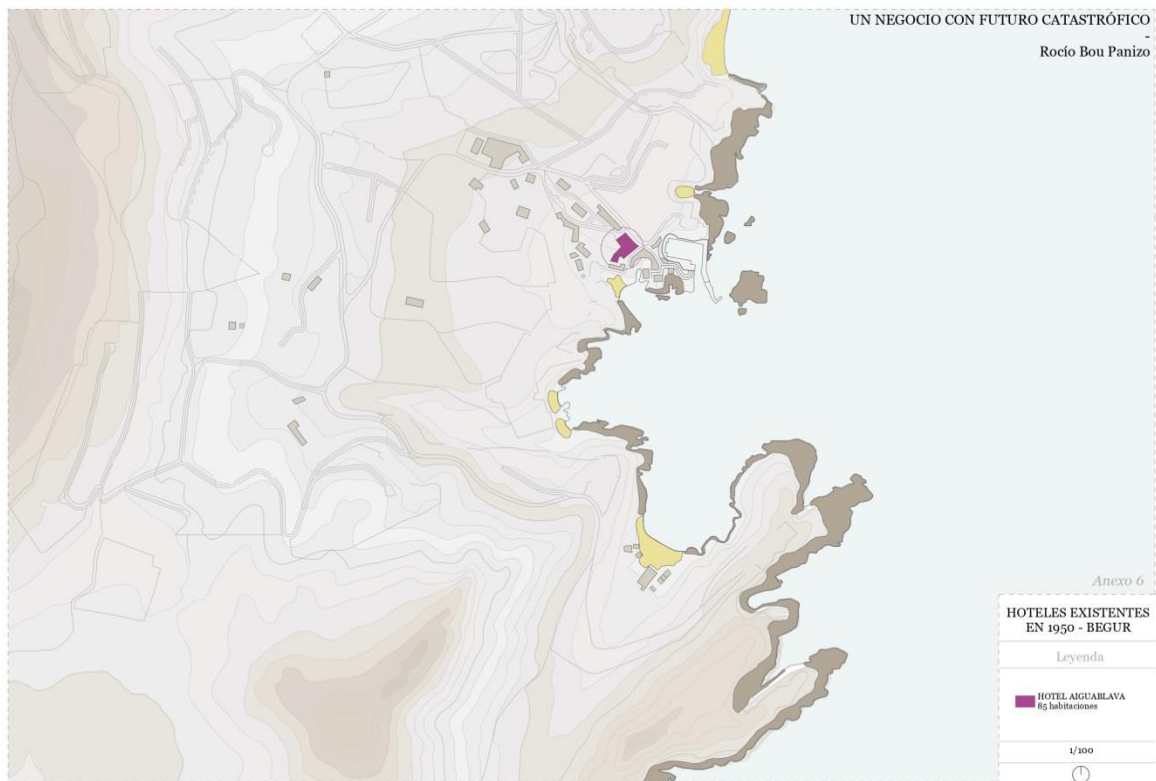 UN NEGOCIO CON FUTURO CATASTRÓFICO
-
Rocío Bou Panizo
Anexo 6
HOTELES EXISTENTES
EN 1950 - BEGUR
Leyenda
HOTEL AIGUABLAVA
85 habitaciones
1/100